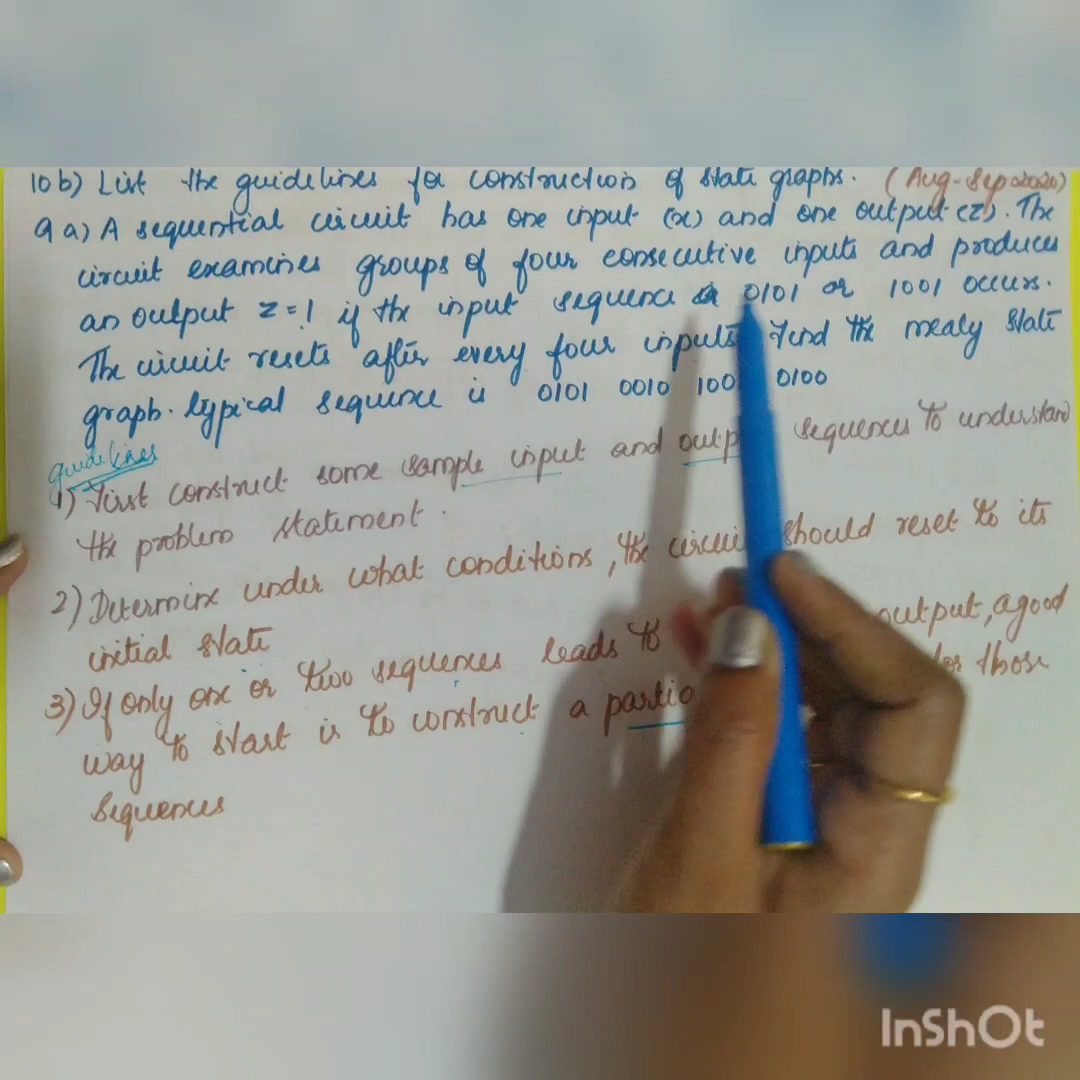 10 b) List the guidelines for construction of state graphs. (Aug-Sep 2020)
9 a) A sequential circuit has one input (x) and one output (z). The
circuit examines groups of four consecutive inputs and produces
an output z=1 if the input sequence 0101 or 1001 occurs.
The circuit resets after every four inputs. Find the mealy state
graph. Typical sequence is 0101 0010 100 0100
guidelines
1) First construct some sample input and outp sequences to understand
the problem statement.
2) Determine under what conditions, the circui should reset to its
initial state
3) If only one or two sequences leads to output, a good
way to start is to construct a partia those
sequences
InShOt